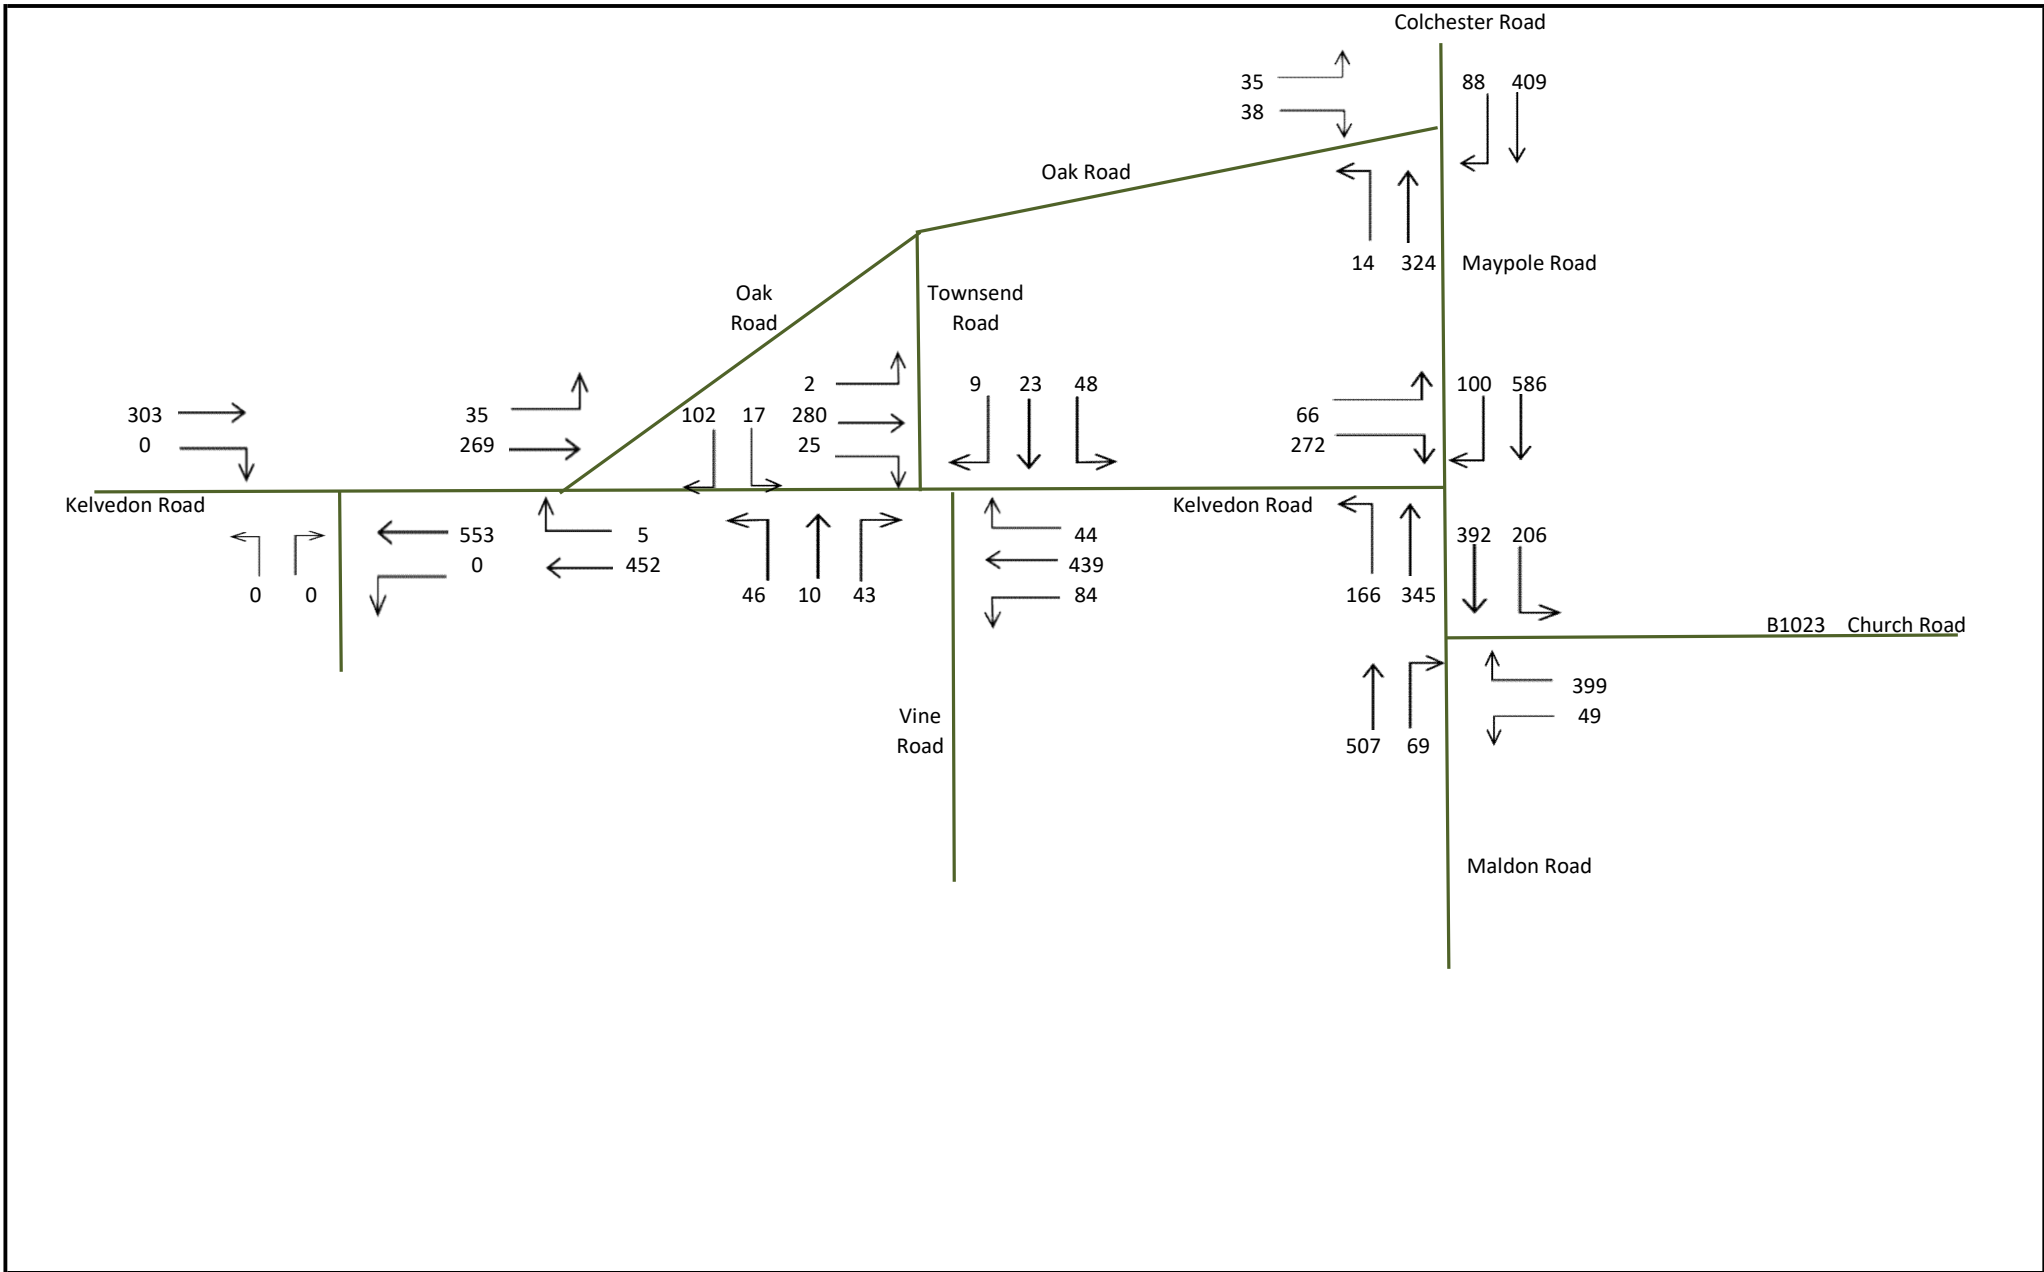 Colchester Road
35
88 409
38
Oak Road
14 324 Maypole Road
Oak
Road
Townsend
Road
2 9 23 48 100 586
303 35 102 17 280 66
0 269 25 272
Kelvedon Road
Kelvedon Road
553 5 44 392 206
0 452 439
0 0 46 10 43 84 166 345
B1023 Church Road
399
49
Vine
Road
507 69
Maldon Road